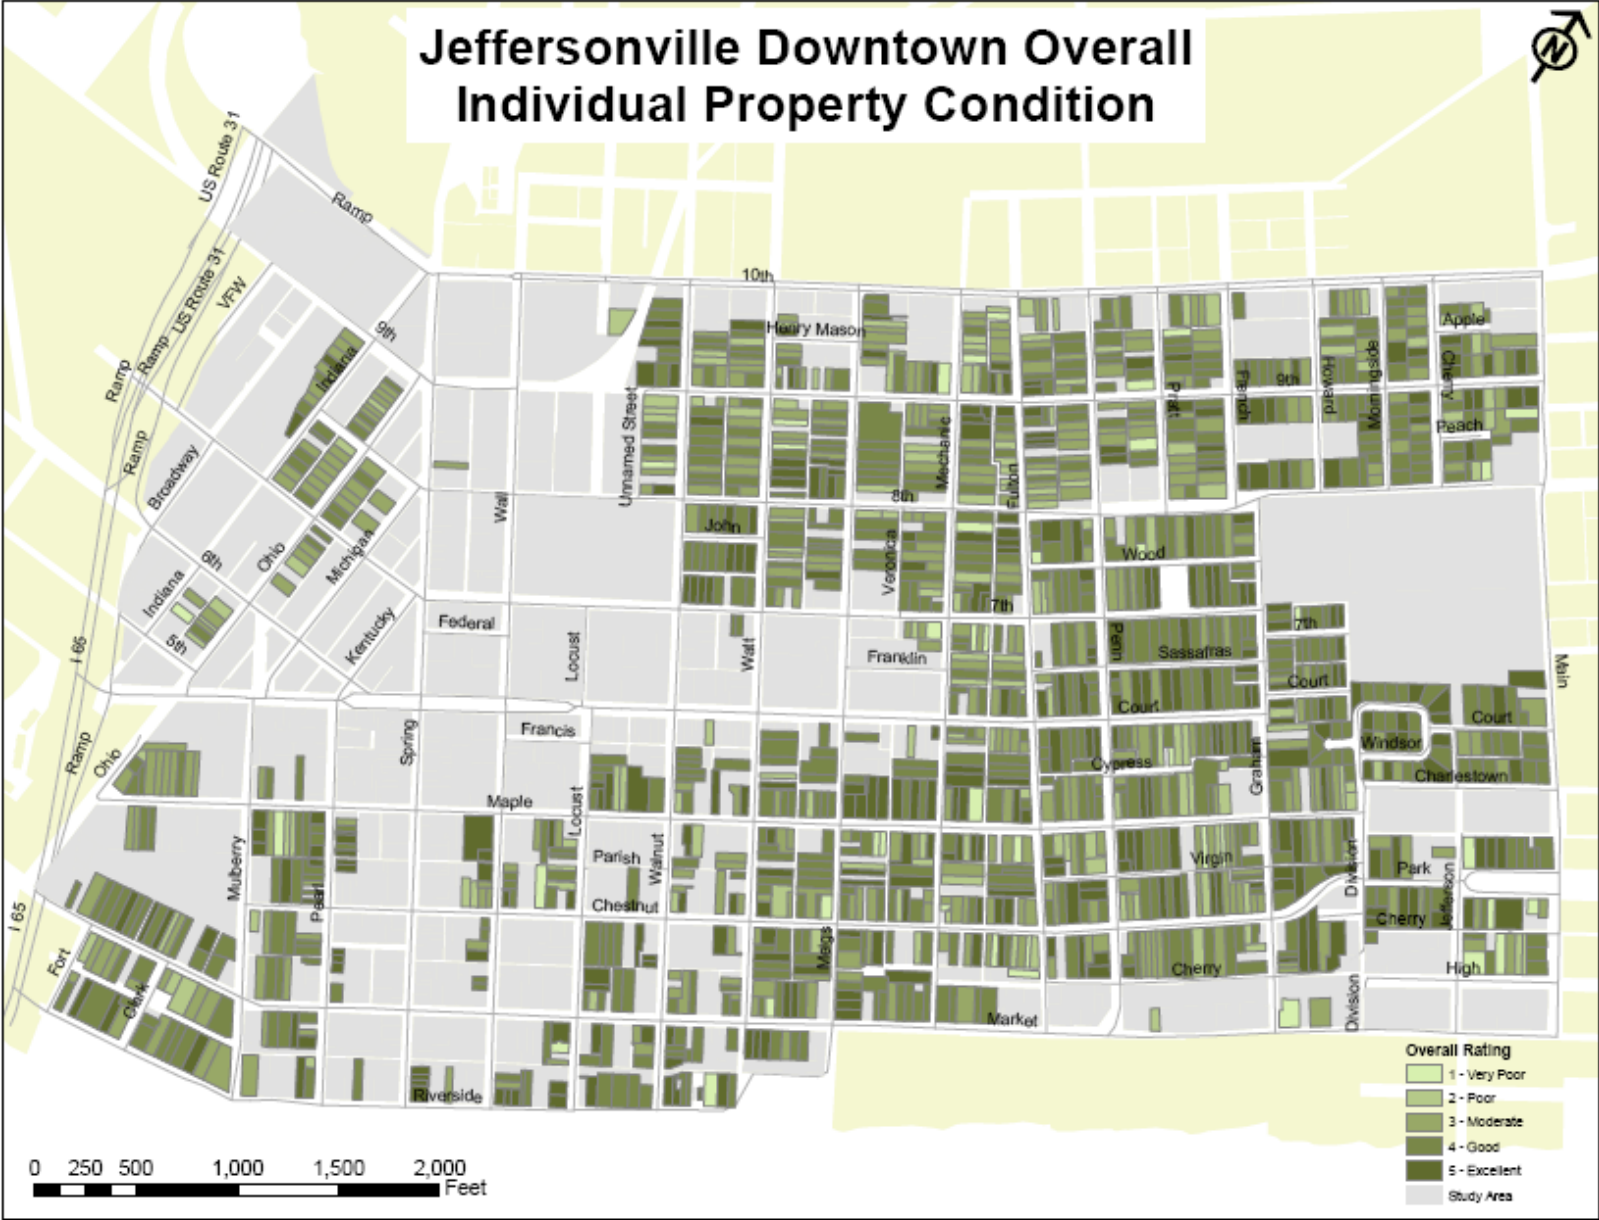 Jeffersonville Downtown Overall
Individual Property Condition
N
US Route 31
Ramp
US Route 31
VFW
Ramp
Ramp
Ramp
10th
9th
Indiana
Henry Mason
Apple
Cherry
Morningside
Howard
9th
French
Pratt
Peach
Unnamed Street
Mechanic
Fulton
8th
Broadway
Wall
John
Wood
Ohio
Michigan
6th
Indiana
5th
Kentucky
Veronica
7th
7th
Federal
Locust
Watt
Franklin
Penn
Sassafras
Court
Court
Main
I 65
Ramp
Ohio
Spring
Francis
Court
Windsor
Cypress
Graham
Charlestown
Maple
Locust
Mulberry
Pearl
Parish
Walnut
Chestnut
Virgin
Division
Park
Jefferson
Cherry
I 65
Fort
Clark
Meigs
Cherry
High
Market
Division
Riverside
Overall Rating
1 - Very Poor
2 - Poor
3 - Moderate
4 - Good
5 - Excellent
Study Area
0 250 500 1,000 1,500 2,000
Feet